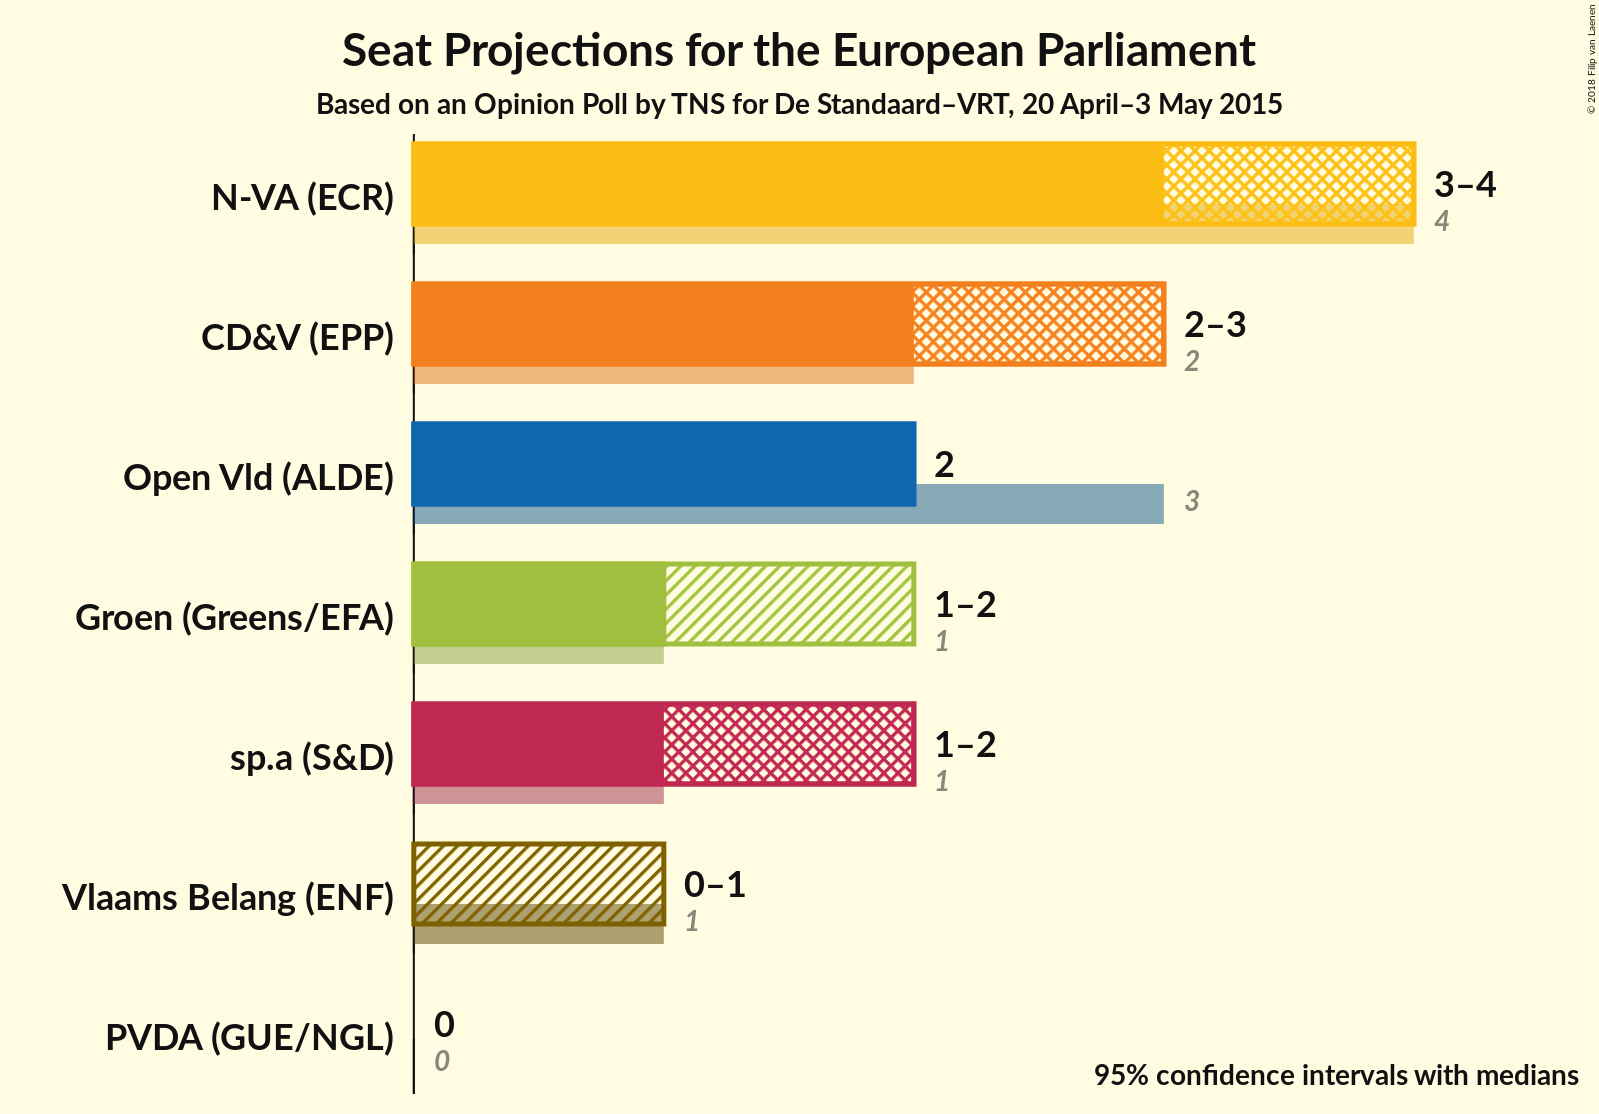 Seat Projections for the European Parliament
Based on an Opinion Poll by TNS for De Standaard–VRT, 20 April–3 May 2015
© 2018 Filip van Laenen
N-VA (ECR)
3–4
4
CD&V (EPP)
2–3
2
Open Vld (ALDE)
2
3
Groen (Greens/EFA)
1–2
1
sp.a (S&D)
1–2
1
Vlaams Belang (ENF)
0–1
1
PVDA (GUE/NGL)
0
0
95% confidence intervals with medians